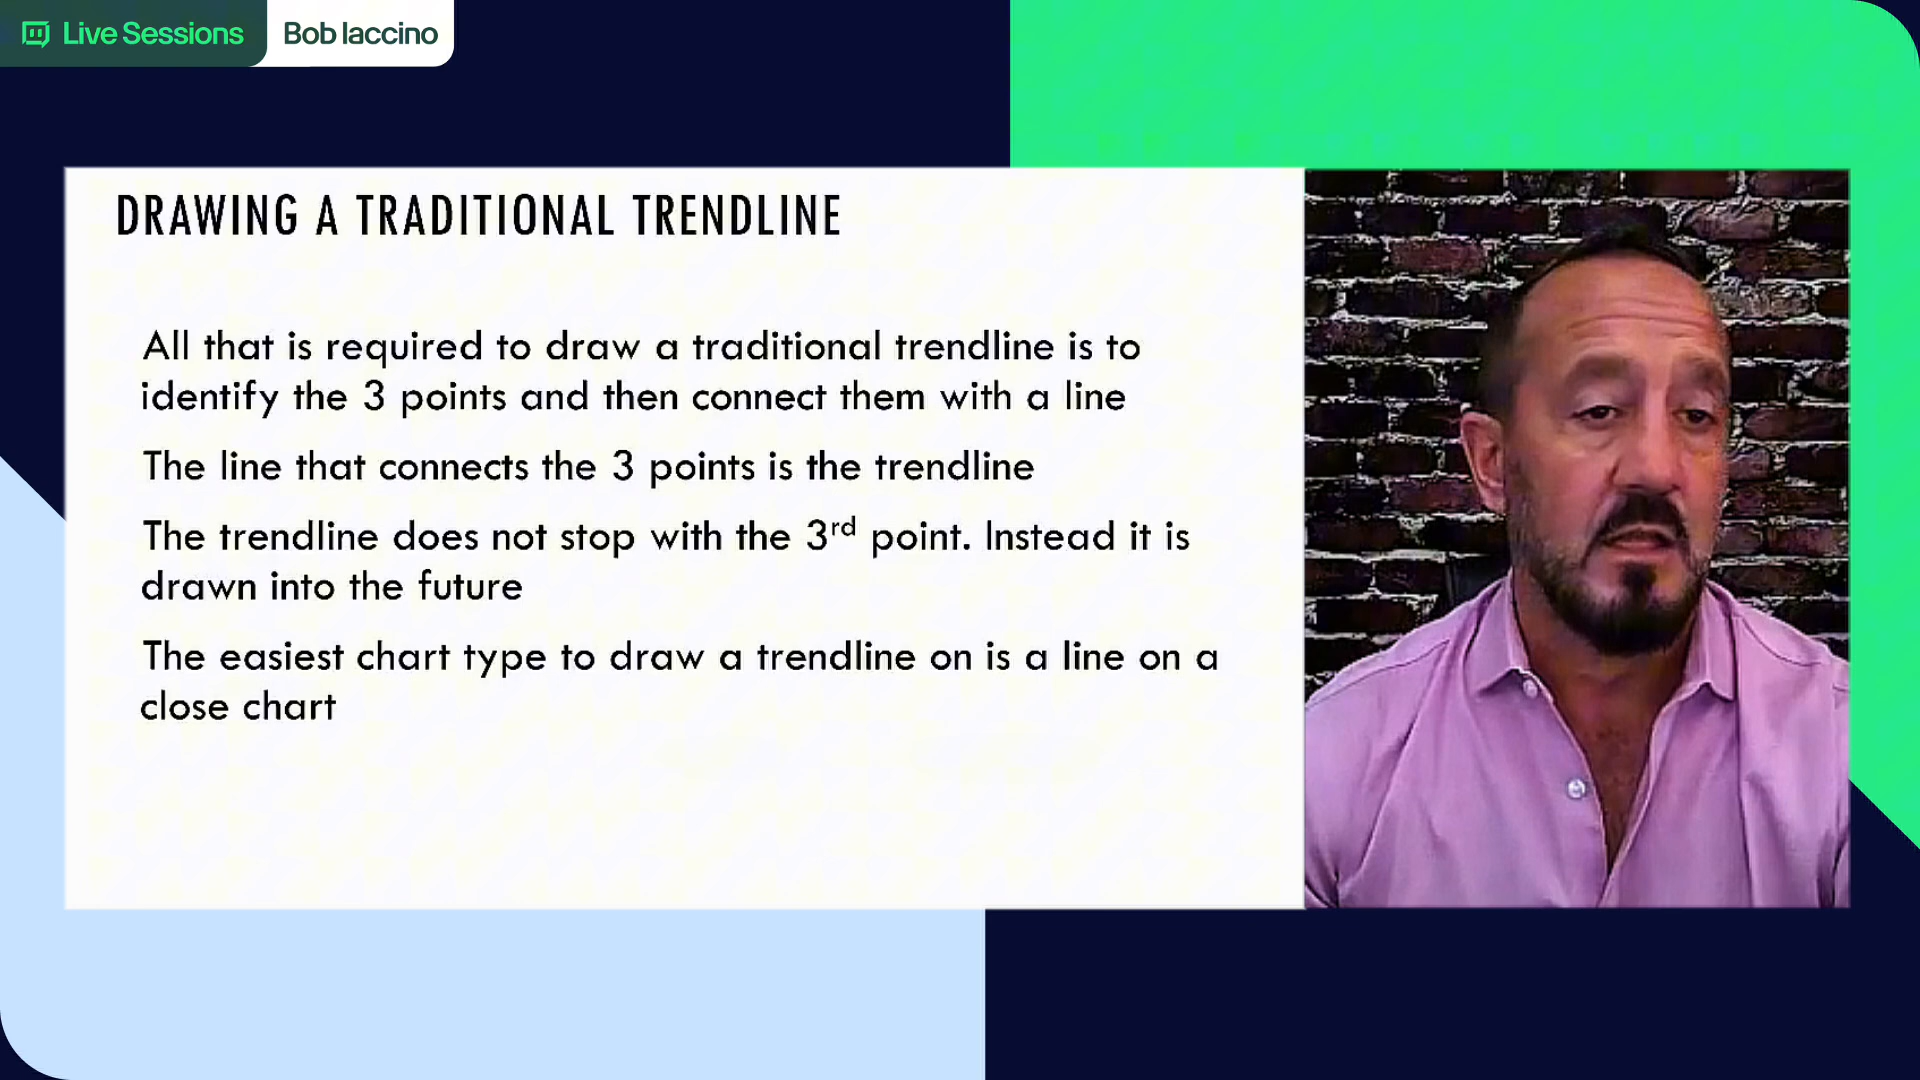 Live Sessions
Bob Iaccino
DRAWING A TRADITIONAL TRENDLINE
All that is required to draw a traditional trendline is to
identify the 3 points and then connect them with a line
The line that connects the 3 points is the trendline
The trendline does not stop with the 3rd point. Instead it is
drawn into the future
The easiest chart type to draw a trendline on is a line on a
close chart